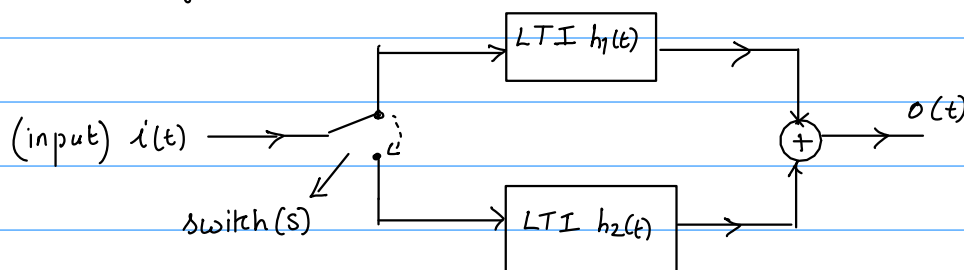 LTI h1(t)
(input) i(t)
o(t)
+
switch(S)
LTI h2(t)